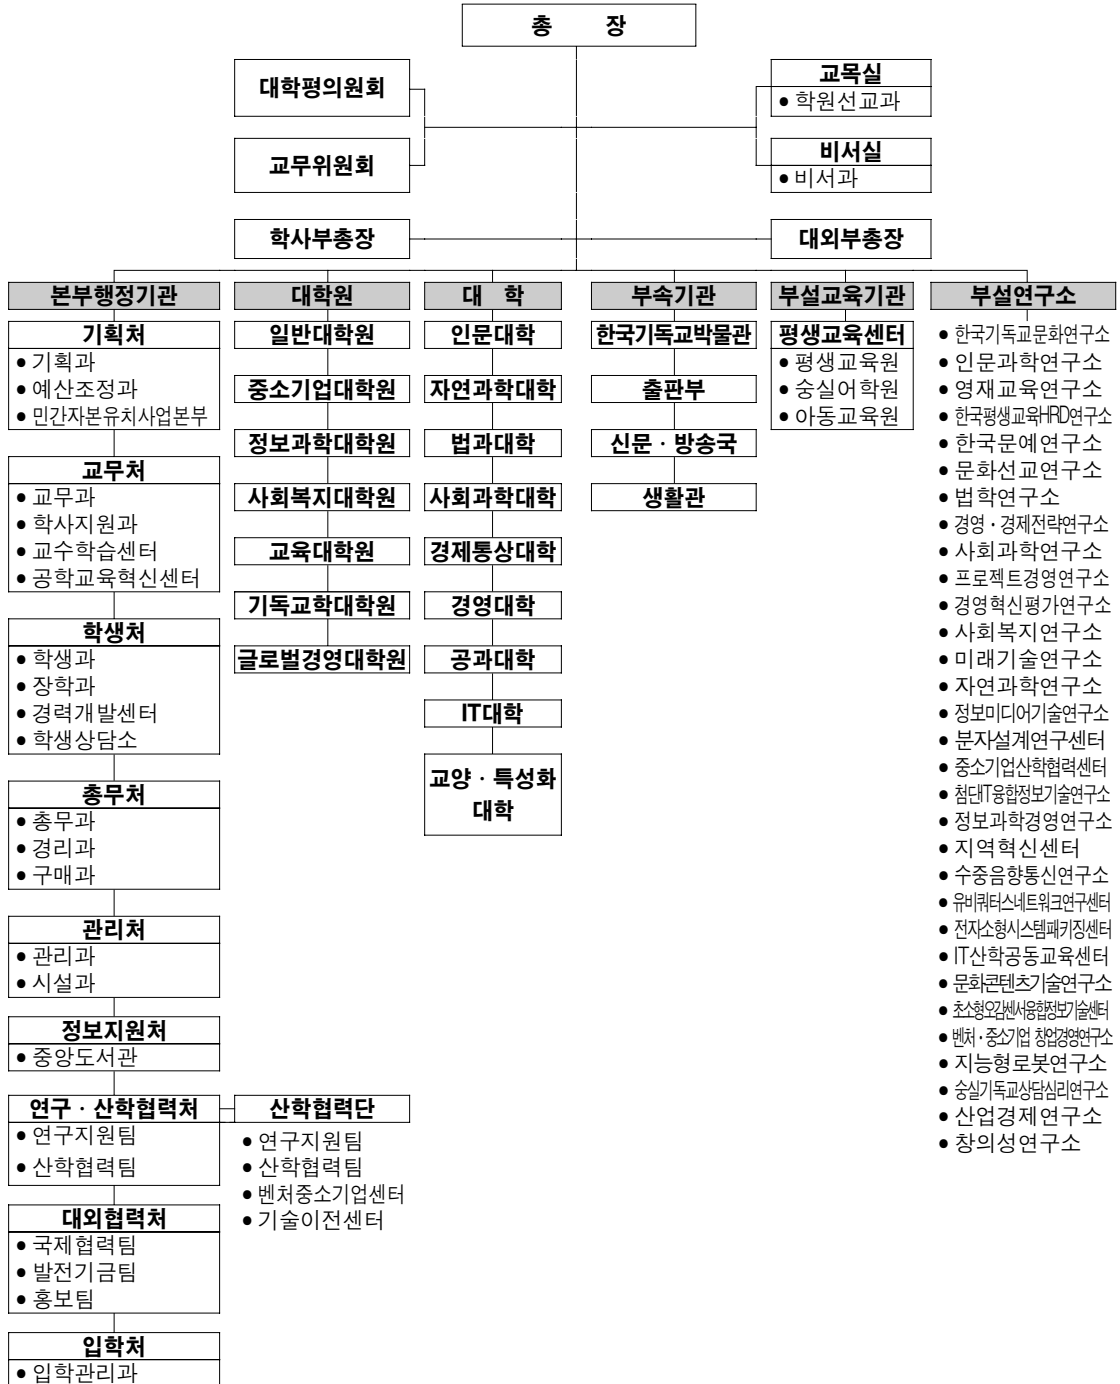 총 장
대학평의원회
교무위원회
교목실
● 학원선교과
비서실
● 비서과
학사부총장
대외부총장
본부행정기관
기획처
● 기획과
● 예산조정과
● 민간자본유치사업본부
교무처
● 교무과
● 학사지원과
● 교수학습센터
● 공학교육혁신센터
학생처
● 학생과
● 장학과
● 경력개발센터
● 학생상담소
총무처
● 총무과
● 경리과
● 구매과
관리처
● 관리과
● 시설과
정보지원처
● 중앙도서관
연구 · 산학협력처
● 연구지원팀
● 산학협력팀
산학협력단
● 연구지원팀
● 산학협력팀
● 벤처중소기업센터
● 기술이전센터
대외협력처
● 국제협력팀
● 발전기금팀
● 홍보팀
입학처
● 입학관리과
대학원
일반대학원
중소기업대학원
정보과학대학원
사회복지대학원
교육대학원
기독교학대학원
글로벌경영대학원
대 학
인문대학
자연과학대학
법과대학
사회과학대학
경제통상대학
경영대학
공과대학
IT대학
교양 · 특성화
대학
부속기관
한국기독교박물관
출판부
신문 · 방송국
생활관
부설교육기관
평생교육센터
● 평생교육원
● 숭실어학원
● 아동교육원
부설연구소
● 한국기독교문화연구소
● 인문과학연구소
● 영재교육연구소
● 한국평생교육HRD연구소
● 한국문예연구소
● 문화선교연구소
● 법학연구소
● 경영 · 경제전략연구소
● 사회과학연구소
● 프로젝트경영연구소
● 경영혁신평가연구소
● 사회복지연구소
● 미래기술연구소
● 자연과학연구소
● 정보미디어기술연구소
● 분자설계연구센터
● 중소기업산학협력센터
● 첨단IT융합정보기술연구소
● 정보과학경영연구소
● 지역혁신센터
● 수중음향통신연구소
● 유비쿼터스네트워크연구센터
● 전자소형시스템패키징센터
● IT산학공동교육센터
● 문화콘텐츠기술연구소
● 초소형오감센서융합정보기술센터
● 벤처 · 중소기업 창업경영연구소
● 지능형로봇연구소
● 숭실기독교상담심리연구소
● 산업경제연구소
● 창의성연구소